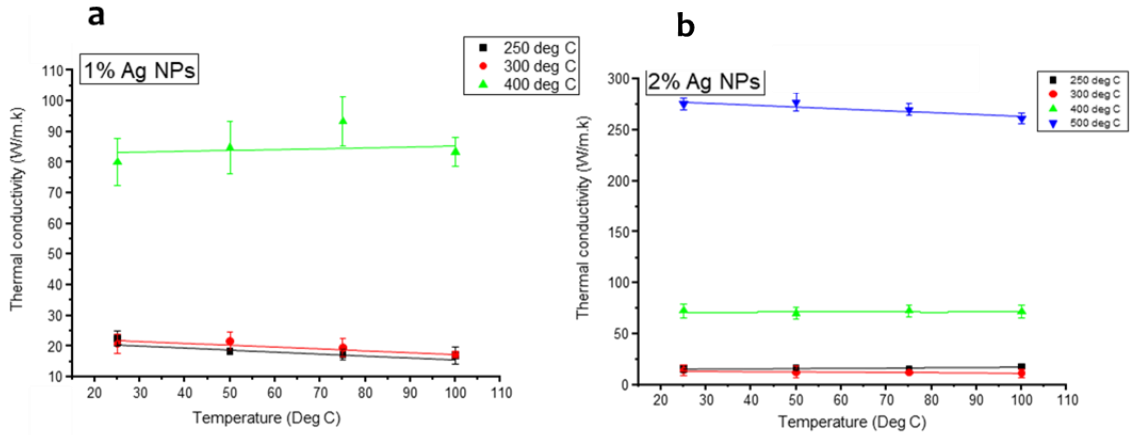 a
1% Ag NPs
250 deg C
300 deg C
400 deg C
Thermal conductivity (W/m.k)
110
100
90
80
70
60
50
40
30
20
10
20 30 40 50 60 70 80 90 100 110
Temperature (Deg C)
b
2% Ag NPs
250 deg C
300 deg C
400 deg C
500 deg C
Thermal conductivity (W/m.k)
300
250
200
150
100
50
0
20 30 40 50 60 70 80 90 100 110
Temperature (Deg C)